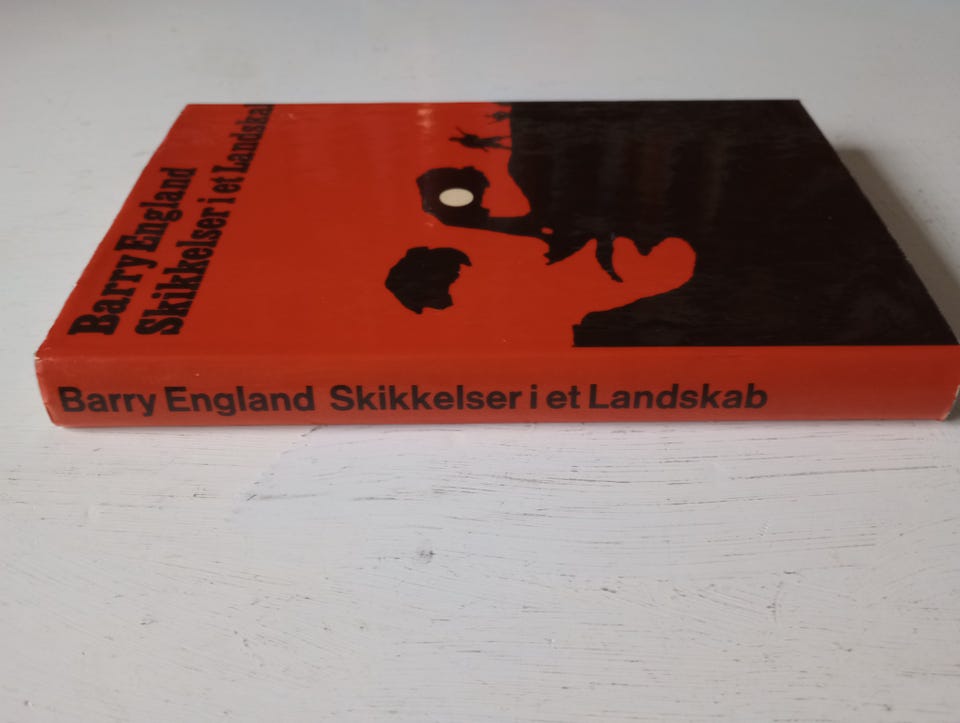 Barry England
Skikkelser i et Landskab
Barry England Skikkelser i et Landskab